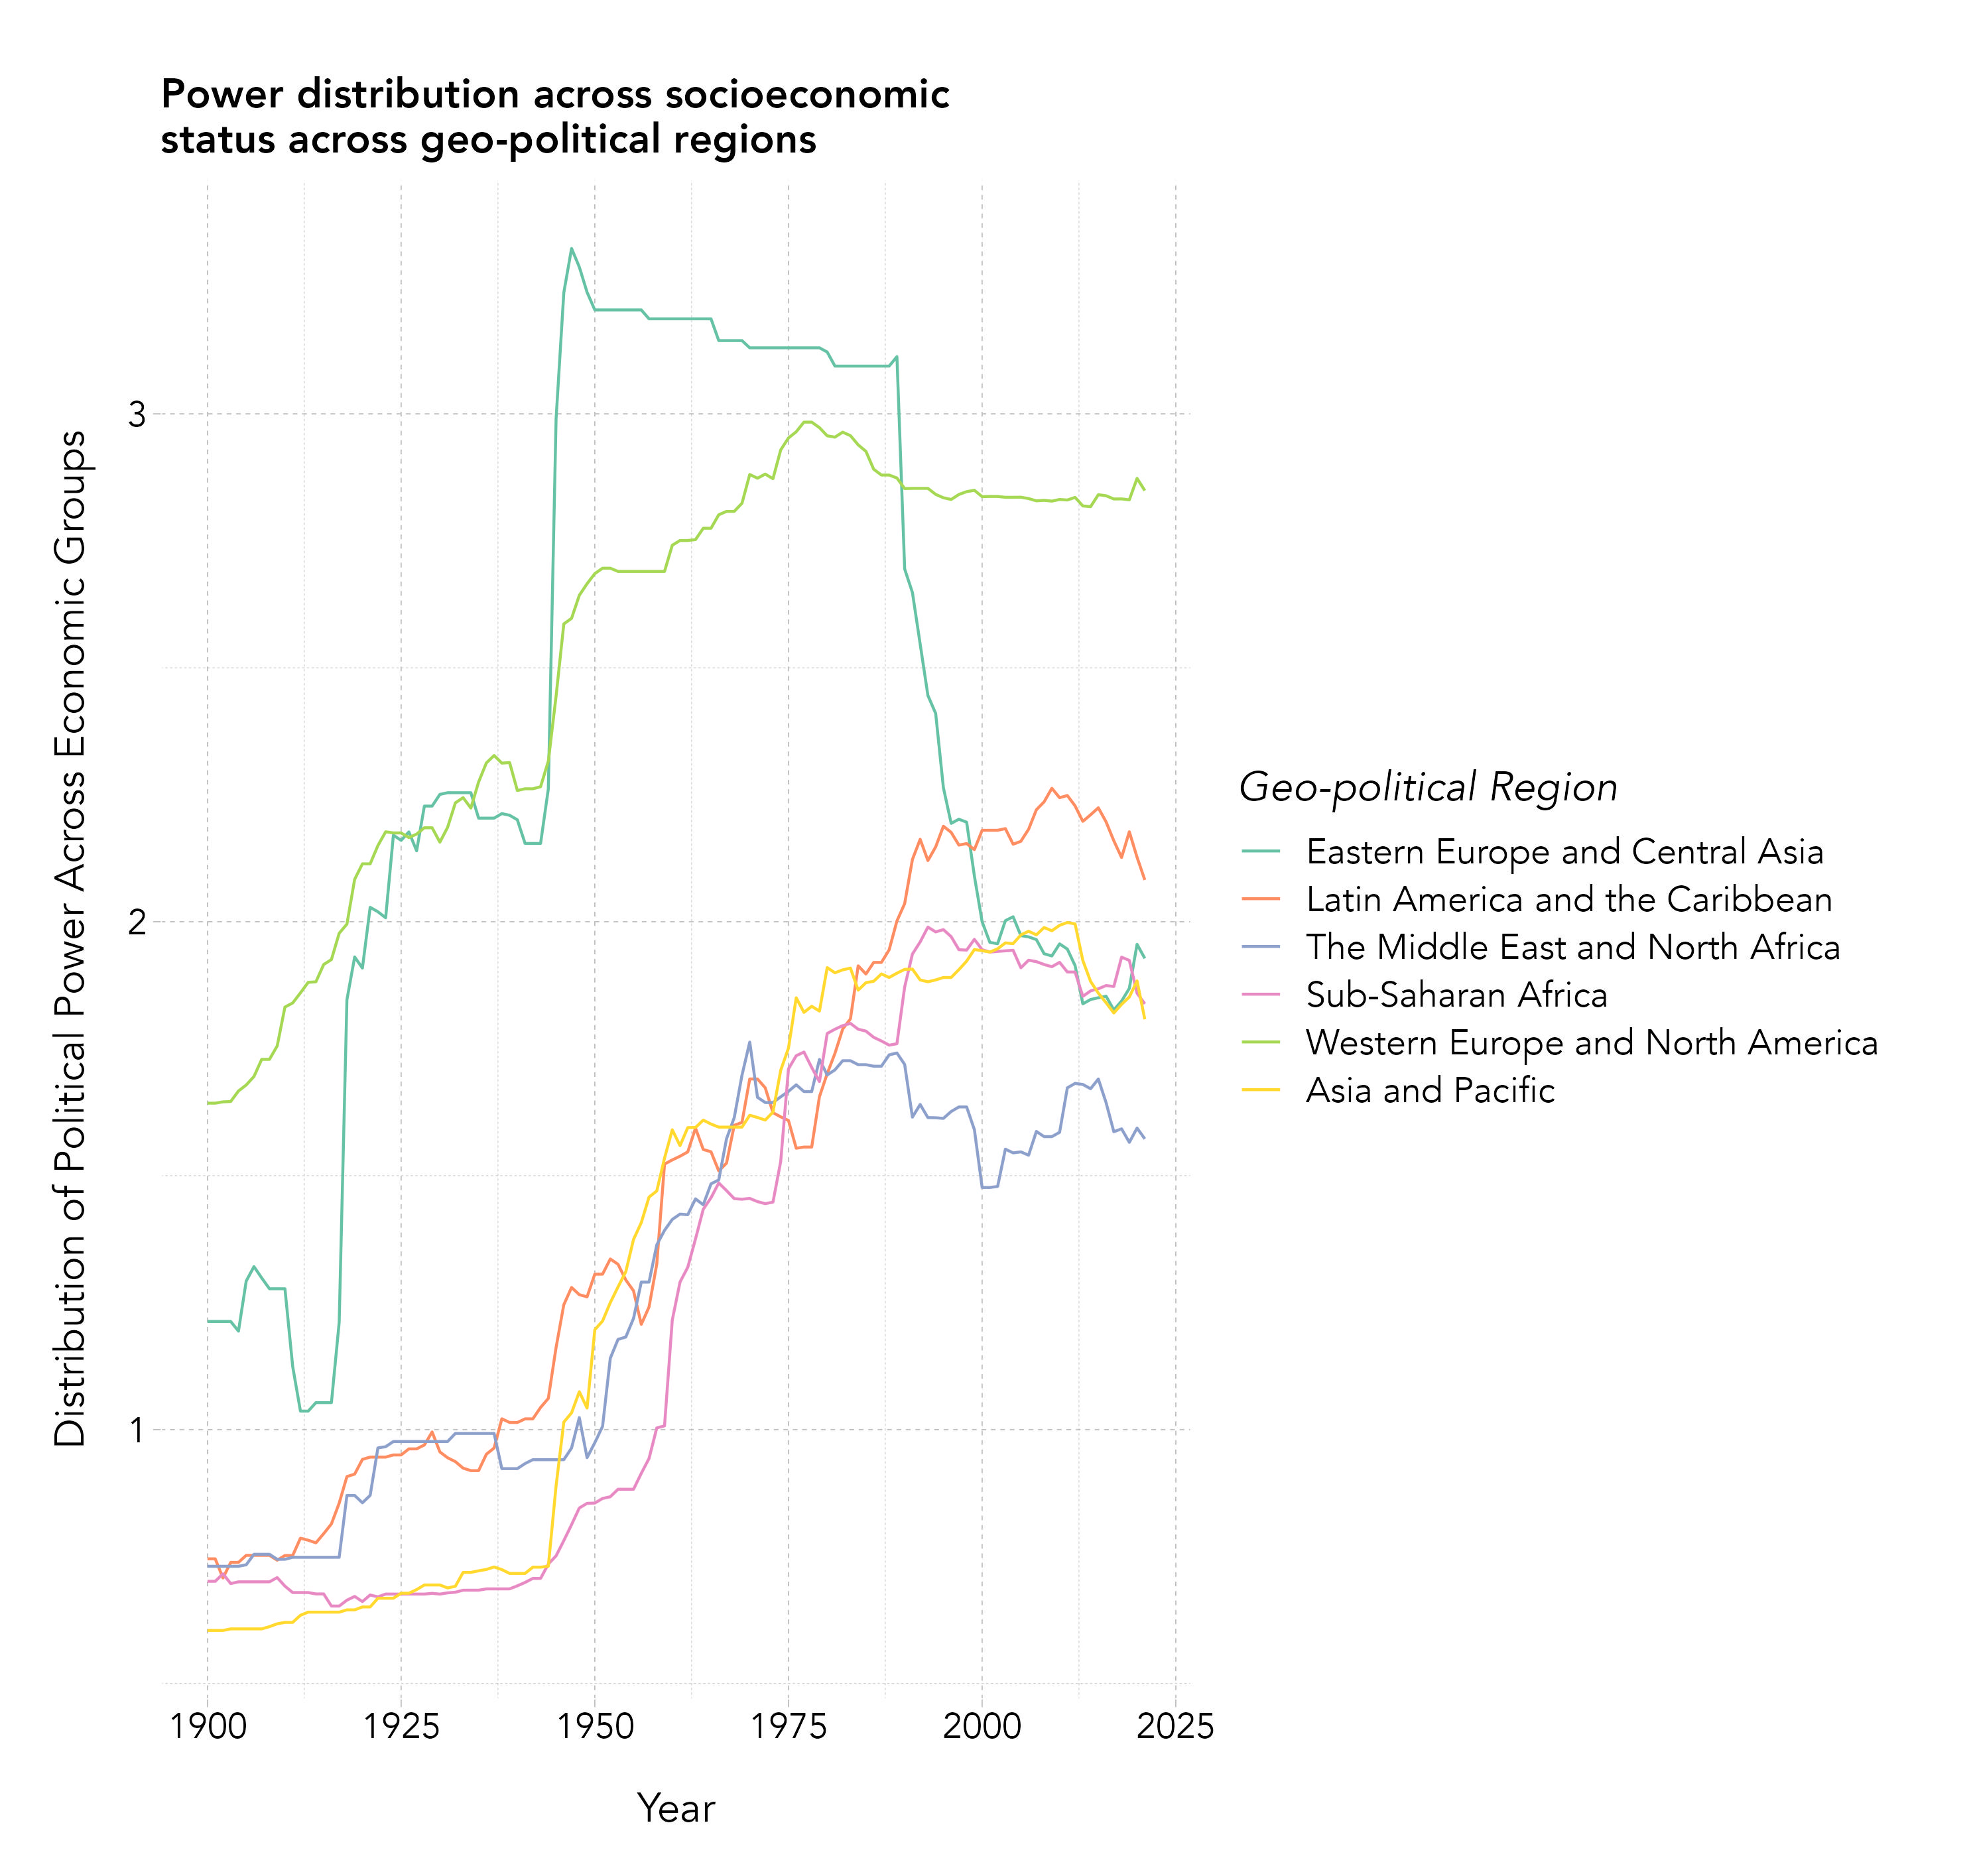 Power distribution across socioeconomic
status across geo-political regions
Distribution of Political Power Across Economic Groups
3
2
1
1900
1925
1950
1975
2000
2025
Year
Geo-political Region
Eastern Europe and Central Asia
Latin America and the Caribbean
The Middle East and North Africa
Sub-Saharan Africa
Western Europe and North America
Asia and Pacific